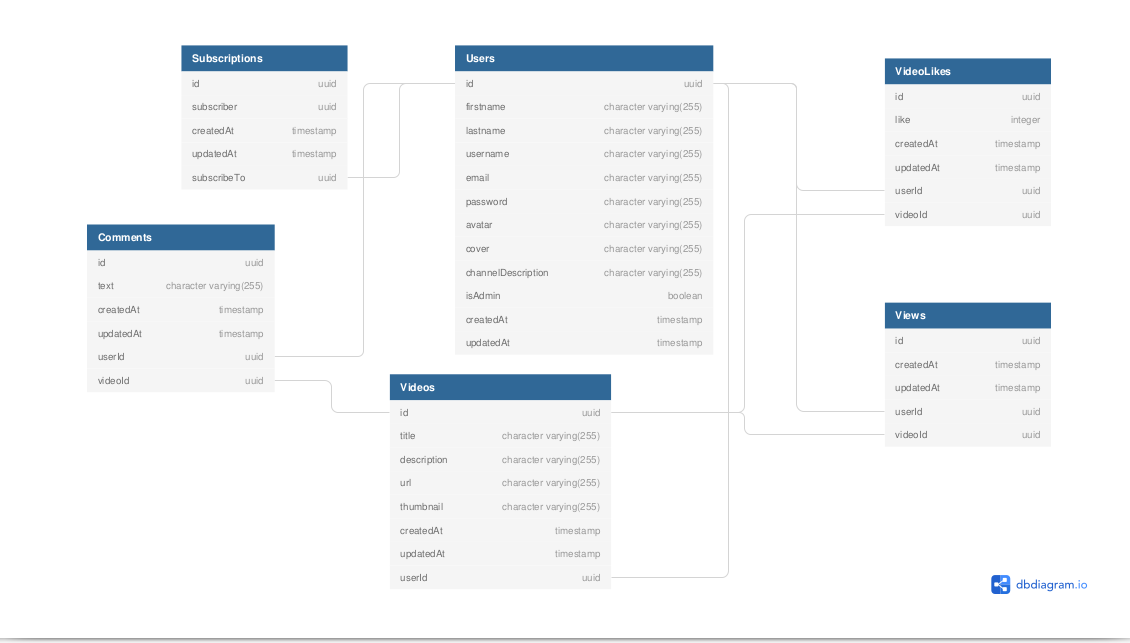 Subscriptions
id uuid
subscriber uuid
createdAt timestamp
updatedAt timestamp
subscribeTo uuid
Users
id uuid
firstname character varying(255)
lastname character varying(255)
username character varying(255)
email character varying(255)
password character varying(255)
avatar character varying(255)
cover character varying(255)
channelDescription character varying(255)
isAdmin boolean
createdAt timestamp
updatedAt timestamp
VideoLikes
id uuid
like integer
createdAt timestamp
updatedAt timestamp
userId uuid
videoId uuid
Comments
id uuid
text character varying(255)
createdAt timestamp
updatedAt timestamp
userId uuid
videoId uuid
Videos
id uuid
title character varying(255)
description character varying(255)
url character varying(255)
thumbnail character varying(255)
createdAt timestamp
updatedAt timestamp
userId uuid
Views
id uuid
createdAt timestamp
updatedAt timestamp
userId uuid
videoId uuid
dbdiagram.io